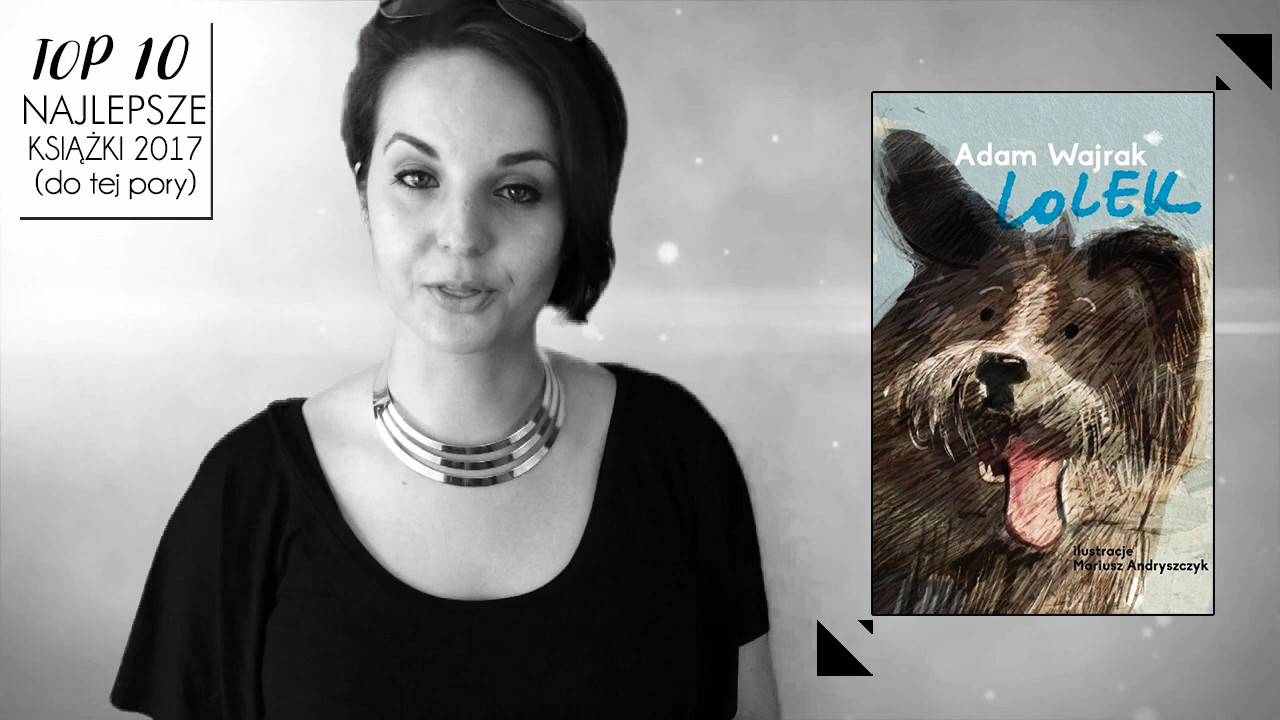 TOP 10
NAJLEPSZE
KSIĄŻKI 2017
(do tej pory)
Adam Wajrak
LOLEK
ilustracje
Mariusz Andryszczyk